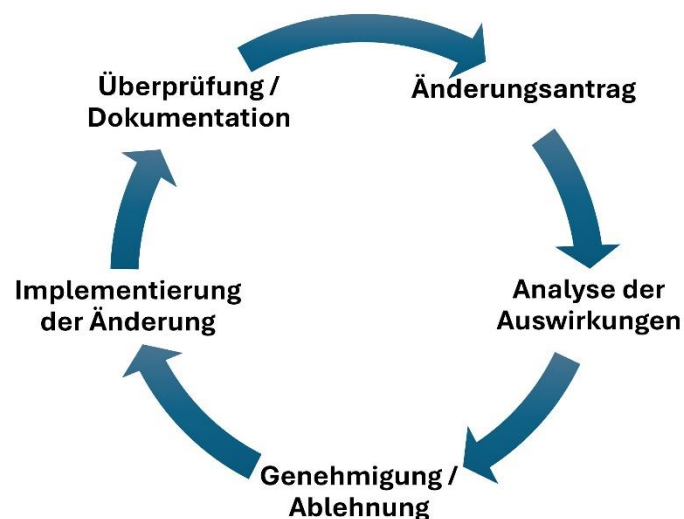 Überprüfung /
Dokumentation
Änderungsantrag
Analyse der
Auswirkungen
Genehmigung /
Ablehnung
Implementierung
der Änderung